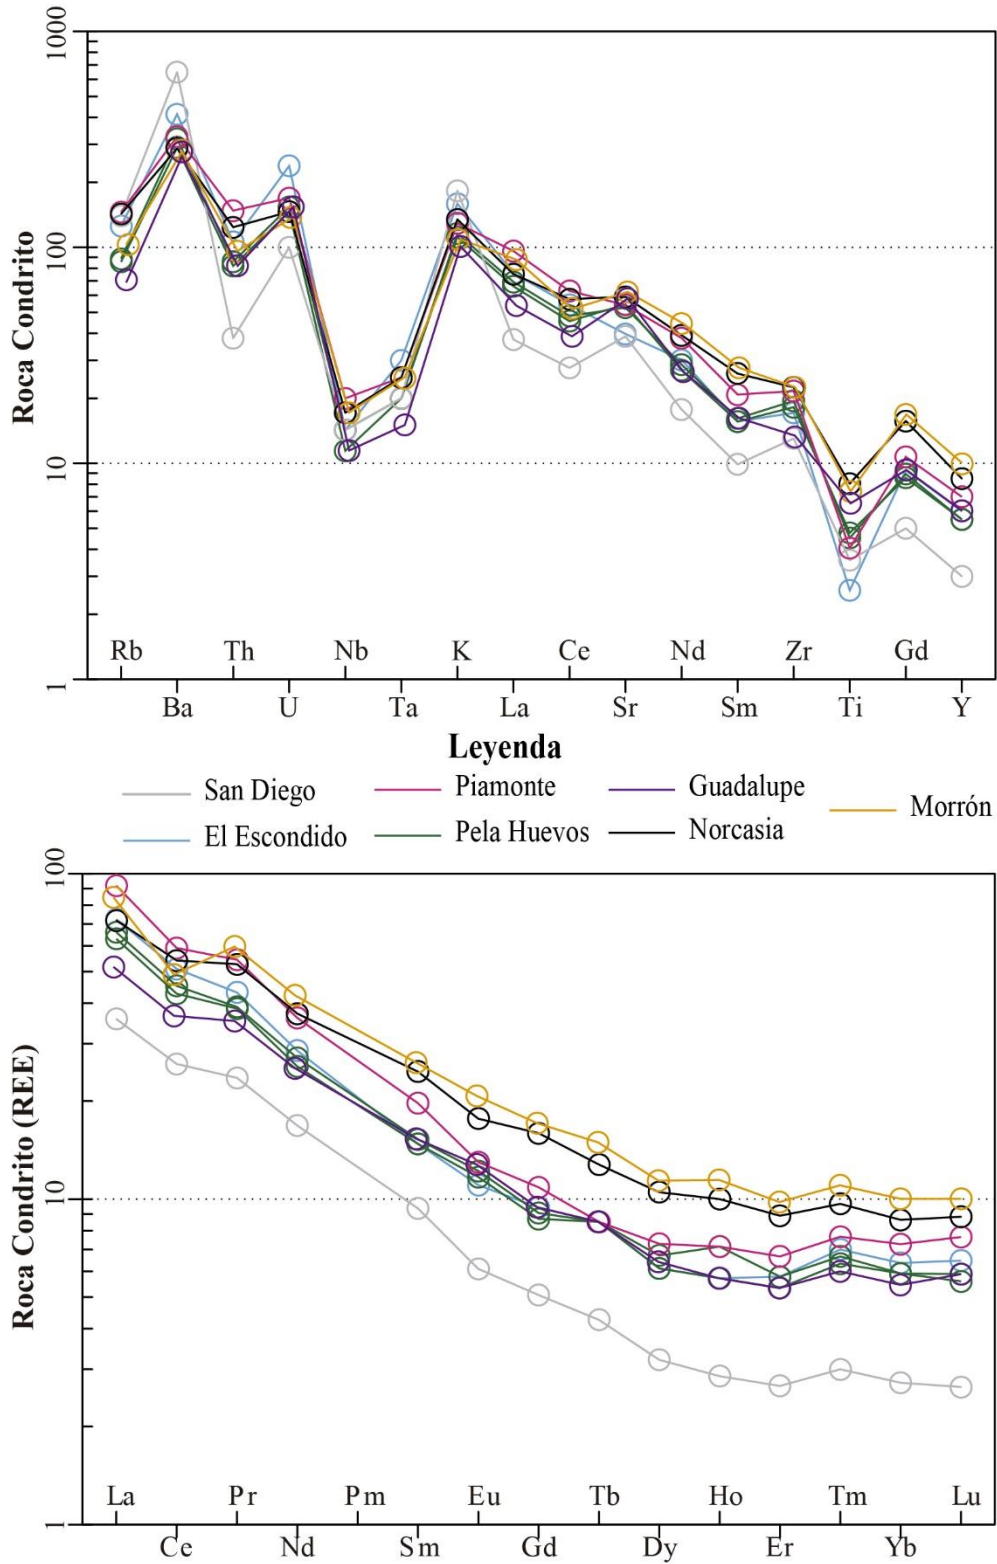 1000
100
10
1
Roca Condrito
Rb Th Nb K Ce Nd Zr Gd
Ba U Ta La Sr Sm Ti Y
Leyenda
San Diego Piamonte Guadalupe Morrón
El Escondido Pela Huevos Norcasia
100
10
1
Roca Condrito (REE)
La Pr Pm Eu Tb Ho Tm Lu
Ce Nd Sm Gd Dy Er Yb